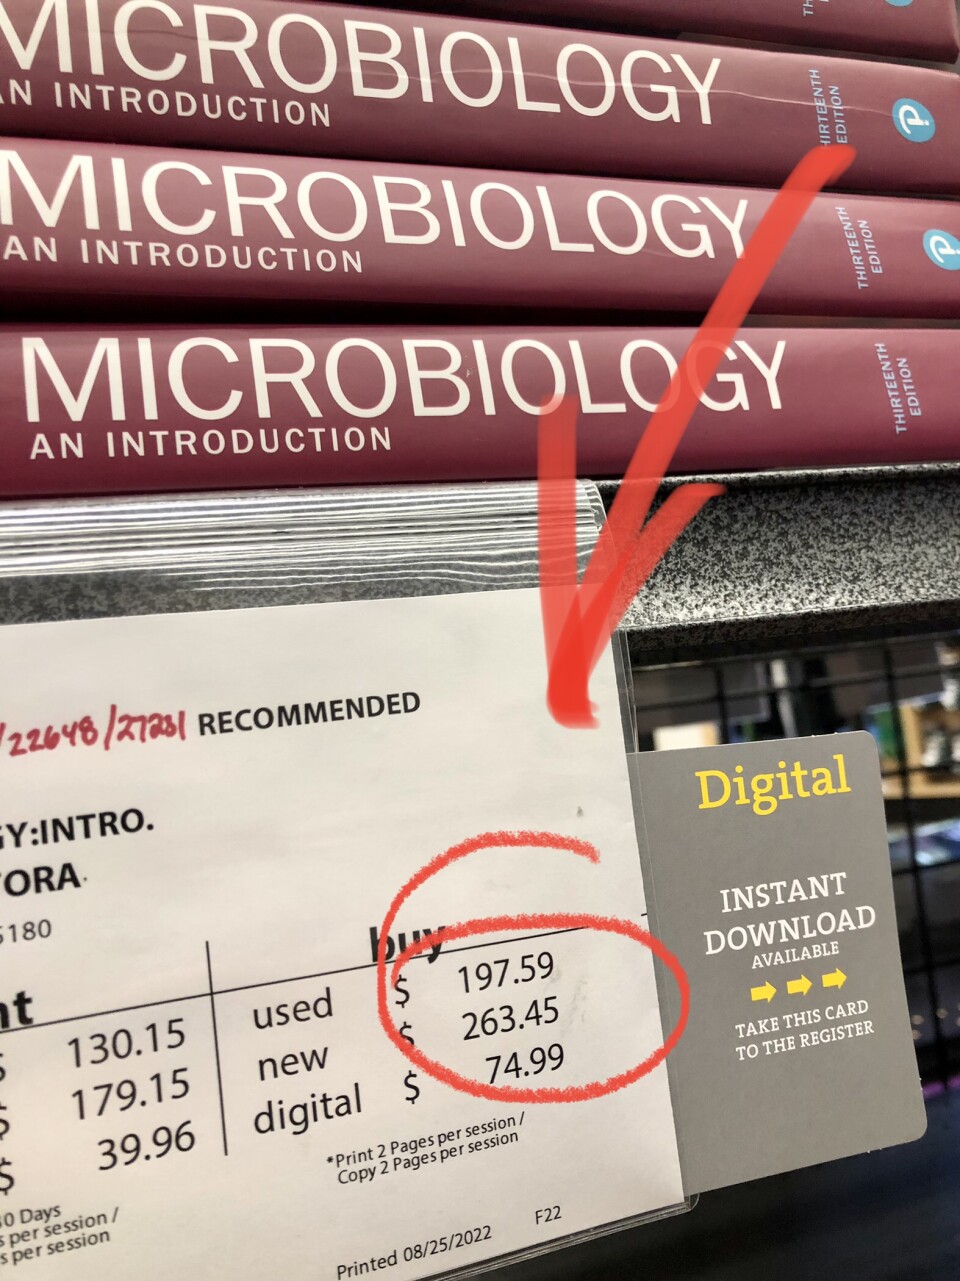 MICROBIOLOGY
AN INTRODUCTION
THIRTEENTH
EDITION
MICROBIOLOGY
AN INTRODUCTION
THIRTEENTH
EDITION
MICROBIOLOGY
AN INTRODUCTION
THIRTEENTH
EDITION
/22648/27231 RECOMMENDED
GY:INTRO.
TORA.
5180
nt
buy
$ 130.15 used $ 197.59
$ 179.15 new $ 263.45
$ 39.96 digital $ 74.99
*Print 2 Pages per session /
Copy 2 Pages per session
0 Days
s per session /
s per session
Printed 08/25/2022 F22
Digital
INSTANT
DOWNLOAD
AVAILABLE
TAKE THIS CARD
TO THE REGISTER